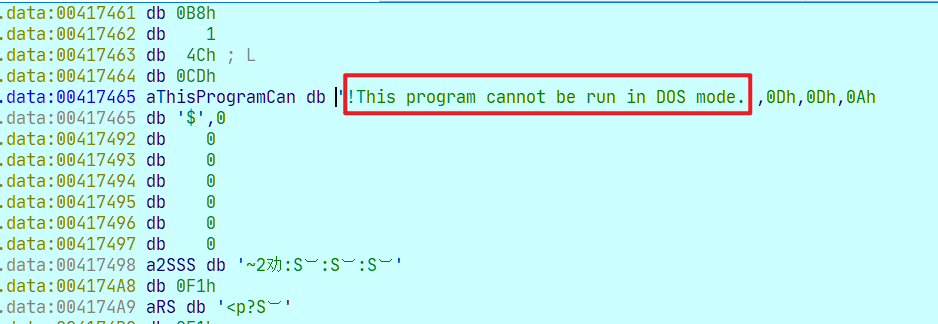 .data:00417461 db 0B8h
.data:00417462 db    1
.data:00417463 db  4Ch ; L
.data:00417464 db 0CDh
.data:00417465 aThisProgramCan db '!This program cannot be run in DOS mode. ,0Dh,0Dh,0Ah
.data:00417465 db '$',0
.data:00417492 db    0
.data:00417493 db    0
.data:00417494 db    0
.data:00417495 db    0
.data:00417496 db    0
.data:00417497 db    0
.data:00417498 a2SSS db '~2劝:S︸:S︸:S︸'
.data:004174A8 db 0F1h
.data:004174A9 aRS db '<p?S︸'